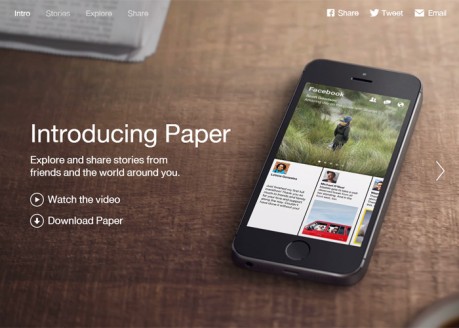 Intro Stories Explore Share
Share Tweet Email
Facebook
Introducing Paper
Explore and share stories from
friends and the world around you.
Watch the video
Download Paper